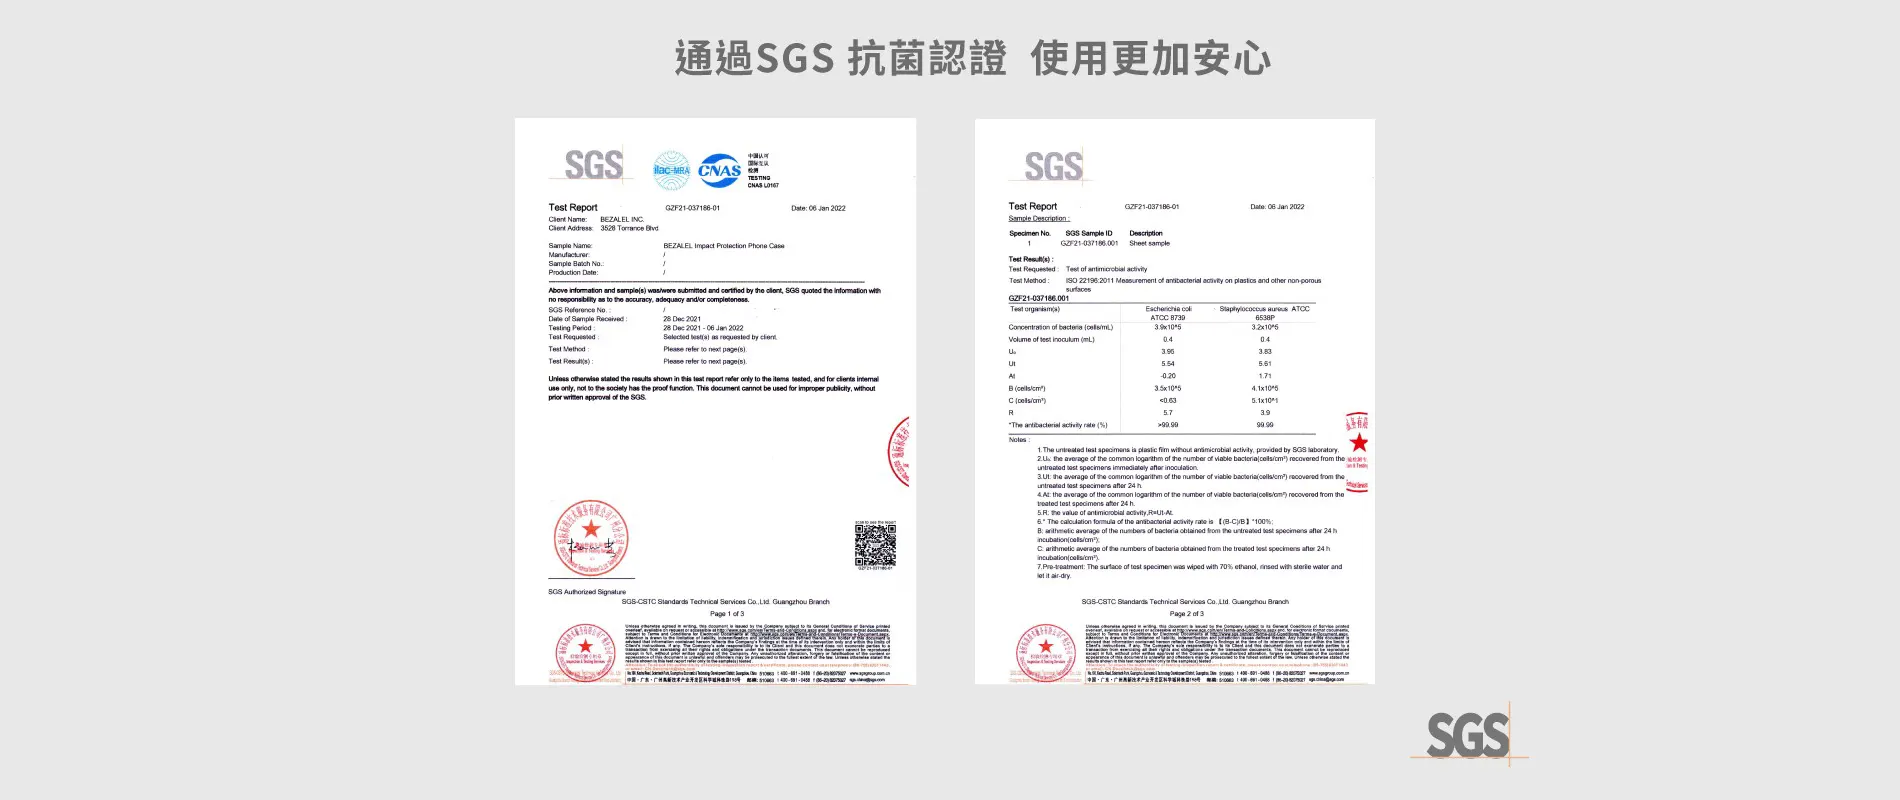 通過SGS 抗菌認證 使用更加安心
SGS
ilac-MRA
CNAS
中国认可
国际互认
检测
TESTING
CNAS L0167
Test Report GZF21-037186-01 Date: 06 Jan 2022
Client Name: BEZALEL INC.
Client Address: 3528 Torrance Blvd
Sample Name: BEZALEL Impact Protection Phone Case
Manufacturer: /
Sample Batch No.: /
Production Date: /
Above information and sample(s) was/were submitted and certified by the client, SGS quoted the information with
no responsibility as to the accuracy, adequacy and/or completeness.
SGS Reference No. : /
Date of Sample Received : 28 Dec 2021
Testing Period : 28 Dec 2021 - 06 Jan 2022
Test Requested : Selected test(s) as requested by client.
Test Method : Please refer to next page(s).
Test Result(s) : Please refer to next page(s).
Unless otherwise stated the results shown in this test report refer only to the items tested, and for clients internal
use only, not to the society has the proof function. This document cannot be used for improper publicity, without
prior written approval of the SGS.
scan to see the report
GZF21-037186-01
SGS Authorized Signature
SGS-CSTC Standards Technical Services Co.,Ltd. Guangzhou Branch
Page 1 of 3
SGS
Test Report GZF21-037186-01 Date: 06 Jan 2022
Sample Description :
Specimen No. SGS Sample ID Description
1 GZF21-037186.001 Sheet sample
Test Result(s) :
Test Requested : Test of antimicrobial activity
Test Method : ISO 22196:2011 Measurement of antibacterial activity on plastics and other non-porous
surfaces
GZF21-037186.001
Test organism(s) Escherichia coli Staphylococcus aureus ATCC
ATCC 8739 6538P
Concentration of bacteria (cells/mL) 3.9x10^5 3.2x10^5
Volume of test inoculum (mL) 0.4 0.4
U₀ 3.95 3.83
Ut 5.54 5.61
At -0.20 1.71
B (cells/cm²) 3.5x10^5 4.1x10^5
C (cells/cm²) <0.63 5.1x10^1
R 5.7 3.9
*The antibacterial activity rate (%) >99.99 99.99
Notes :
1.The untreated test specimens is plastic film without antimicrobial activity, provided by SGS laboratory.
2.U₀: the average of the common logarithm of the number of viable bacteria(cells/cm²) recovered from the
untreated test specimens immediately after inoculation.
3.Ut: the average of the common logarithm of the number of viable bacteria(cells/cm²) recovered from the
untreated test specimens after 24 h.
4.At: the average of the common logarithm of the number of viable bacteria(cells/cm²) recovered from the
treated test specimens after 24 h.
5.R: the value of antimicrobial activity,R=Ut-At.
6.* The calculation formula of the antibacterial activity rate is 【(B-C)/B】*100%;
B: arithmetic average of the numbers of bacteria obtained from the untreated test specimens after 24 h
incubation(cells/cm²);
C: arithmetic average of the numbers of bacteria obtained from the treated test specimens after 24 h
incubation(cells/cm²).
7.Pre-treatment: The surface of test specimen was wiped with 70% ethanol, rinsed with sterile water and
let it air-dry.
SGS-CSTC Standards Technical Services Co.,Ltd. Guangzhou Branch
Page 2 of 3
SGS